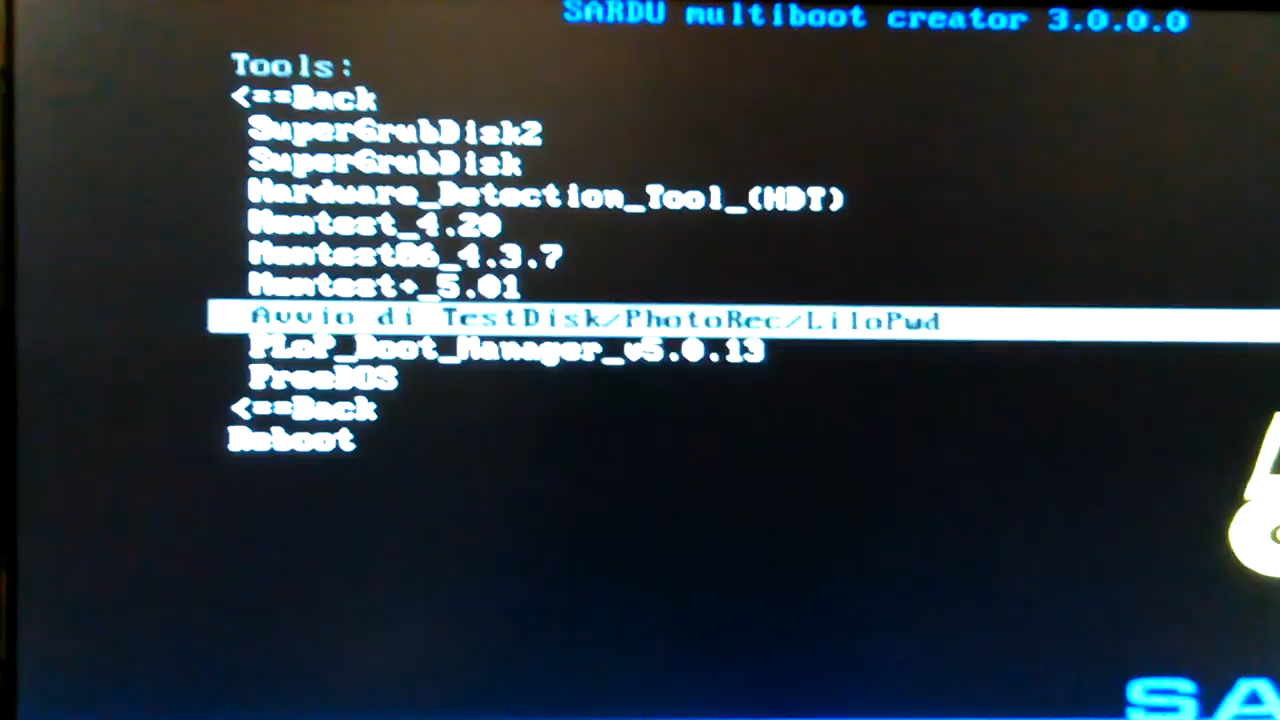 SARDU multiboot creator 3.0.0.0
Tools:
<==Back
SuperGrubDisk2
SuperGrubDisk
Hardware_Detection_Tool_(HDT)
Memtest_4.20
Memtest86_4.3.7
Memtest+_5.01
Avvio di TestDisk/PhotoRec/LiloPwd
PLoP_Boot_Manager_v5.0.13
FreeDOS
<==Back
Reboot
SA